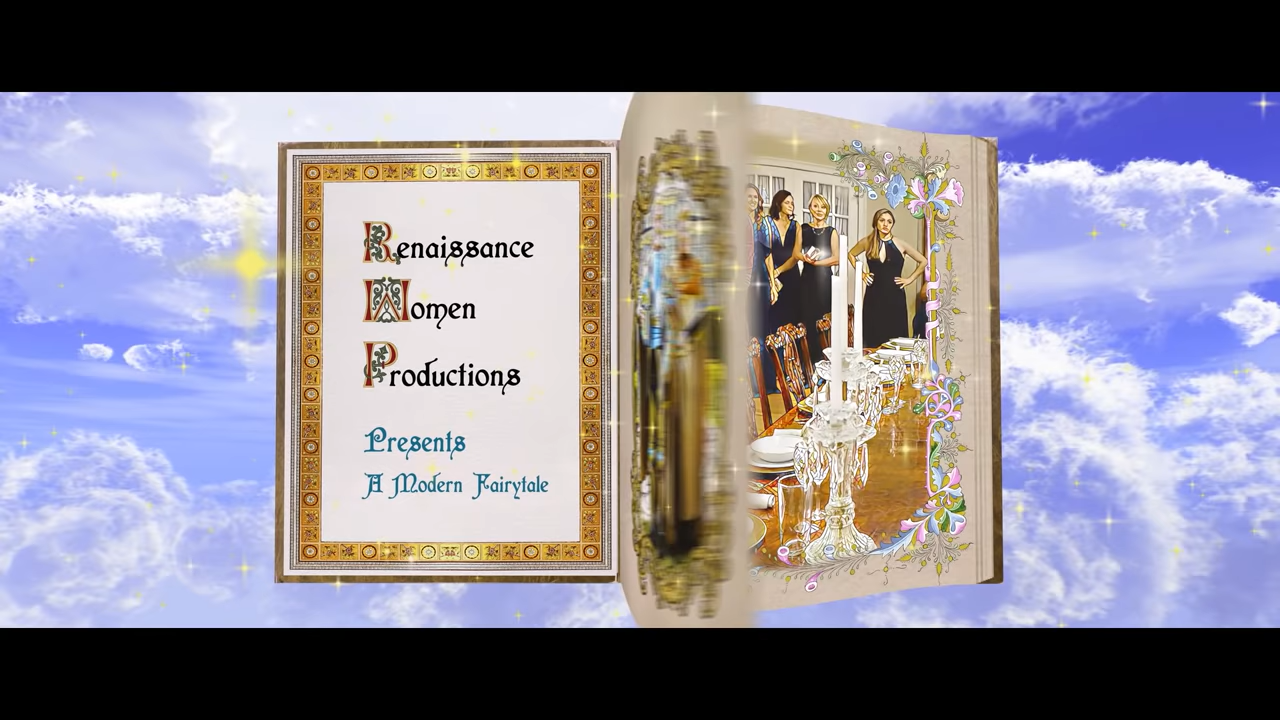 Renaissance
Women
Productions
Presents
A Modern Fairytale